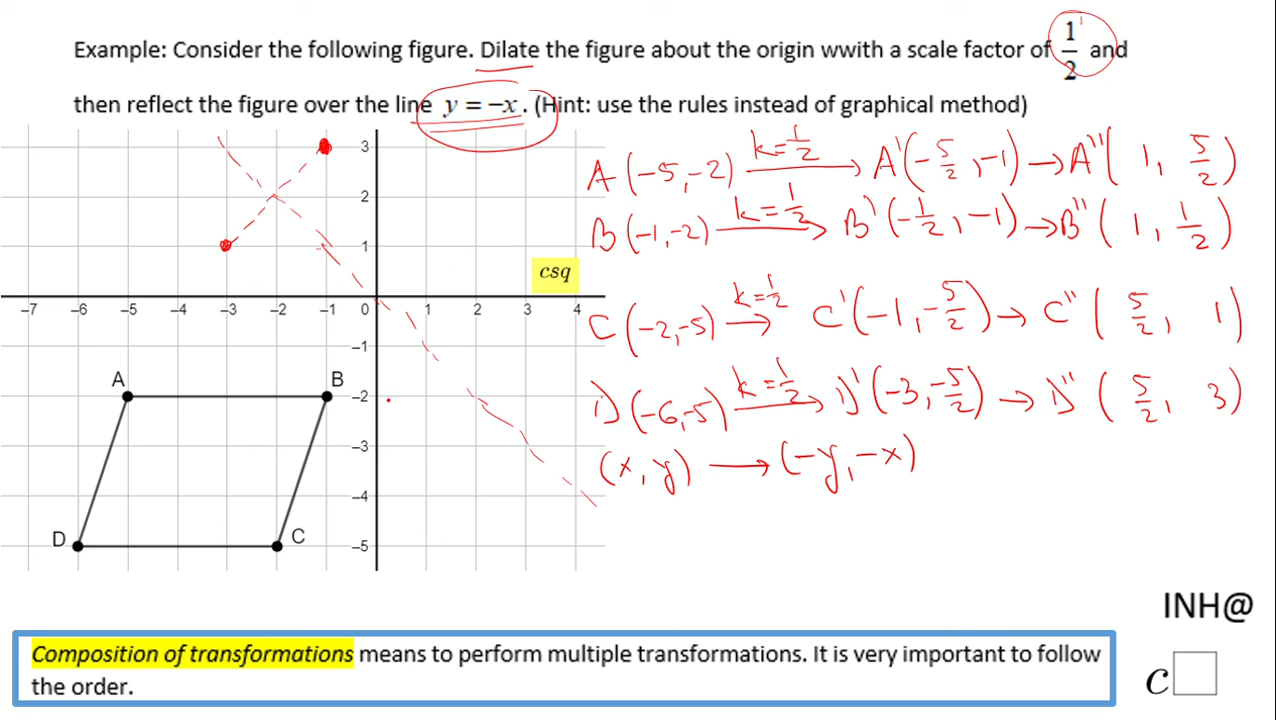 Example: Consider the following figure. Dilate the figure about the origin wwith a scale factor of 1/2 and
then reflect the figure over the line y = −x. (Hint: use the rules instead of graphical method)
A (−5,−2) k=1/2 → A'(−5/2, −1) → A''(1, 5/2)
B (−1,−2) k=1/2 → B'(−1/2, −1) → B''(1, 1/2)
C (−2,−5) k=1/2 → C'(−1, −5/2) → C''(5/2, 1)
D (−6,−5) k=1/2 → D'(−3, −5/2) → D''(5/2, 3)
(x, y) → (−y, −x)
csq
3
2
1
−7 −6 −5 −4 −3 −2 −1 0 1 2 3 4
−1
−2
−3
−4
−5
A B
D C
INH@
c□
Composition of transformations means to perform multiple transformations. It is very important to follow
the order.